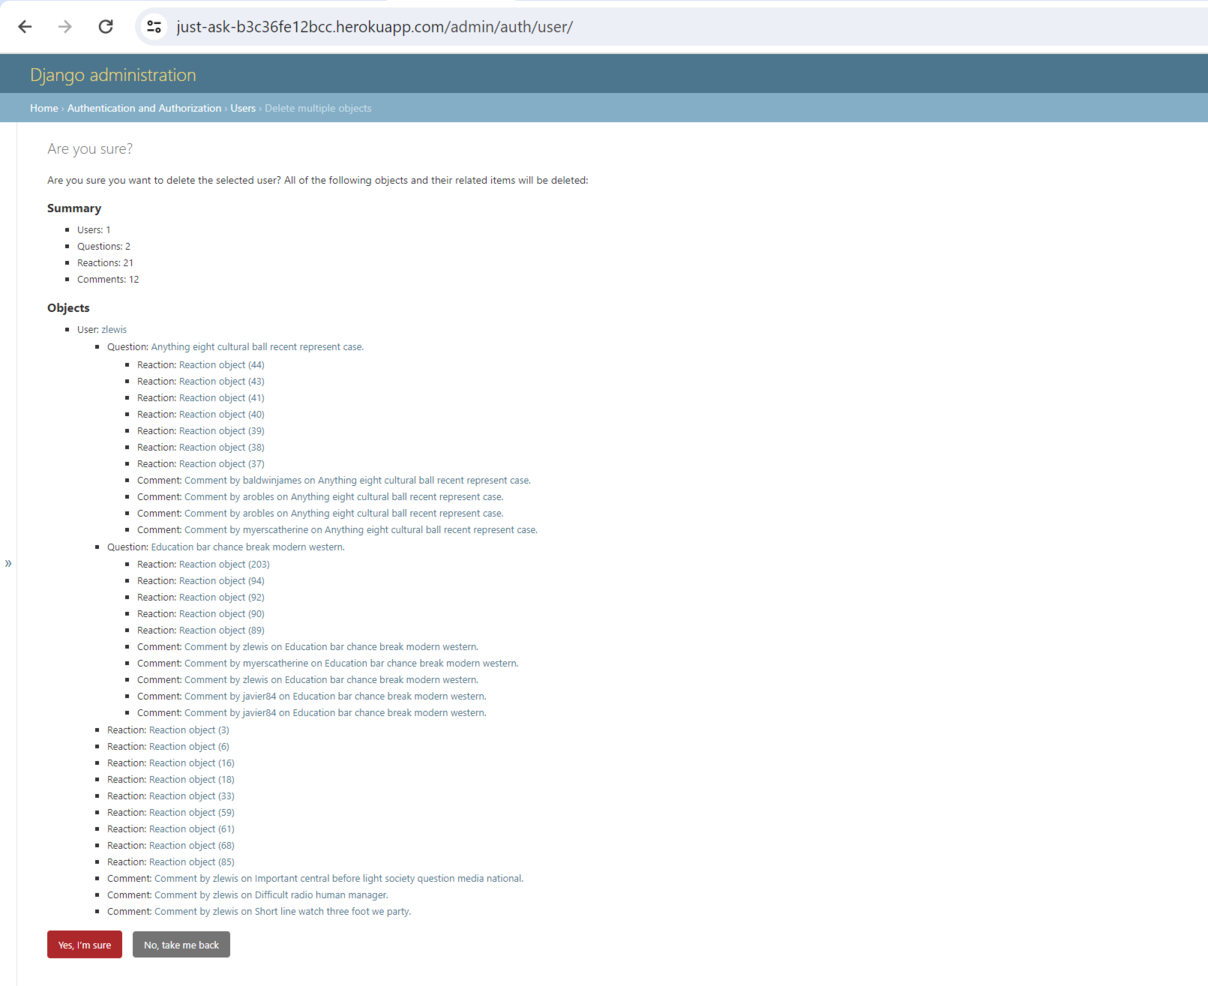 just-ask-b3c36fe12bcc.herokuapp.com/admin/auth/user/
Django administration
Home › Authentication and Authorization › Users › Delete multiple objects
Are you sure?
Are you sure you want to delete the selected user? All of the following objects and their related items will be deleted:
Summary
Users: 1
Questions: 2
Reactions: 21
Comments: 12
Objects
User: zlewis
Question: Anything eight cultural ball recent represent case.
Reaction: Reaction object (44)
Reaction: Reaction object (43)
Reaction: Reaction object (41)
Reaction: Reaction object (40)
Reaction: Reaction object (39)
Reaction: Reaction object (38)
Reaction: Reaction object (37)
Comment: Comment by baldwinjames on Anything eight cultural ball recent represent case.
Comment: Comment by arobles on Anything eight cultural ball recent represent case.
Comment: Comment by arobles on Anything eight cultural ball recent represent case.
Comment: Comment by myerscatherine on Anything eight cultural ball recent represent case.
Question: Education bar chance break modern western.
»
Reaction: Reaction object (203)
Reaction: Reaction object (94)
Reaction: Reaction object (92)
Reaction: Reaction object (90)
Reaction: Reaction object (89)
Comment: Comment by zlewis on Education bar chance break modern western.
Comment: Comment by myerscatherine on Education bar chance break modern western.
Comment: Comment by zlewis on Education bar chance break modern western.
Comment: Comment by javier84 on Education bar chance break modern western.
Comment: Comment by javier84 on Education bar chance break modern western.
Reaction: Reaction object (3)
Reaction: Reaction object (6)
Reaction: Reaction object (16)
Reaction: Reaction object (18)
Reaction: Reaction object (33)
Reaction: Reaction object (59)
Reaction: Reaction object (61)
Reaction: Reaction object (68)
Reaction: Reaction object (85)
Comment: Comment by zlewis on Important central before light society question media national.
Comment: Comment by zlewis on Difficult radio human manager.
Comment: Comment by zlewis on Short line watch three foot we party.
Yes, I'm sure
No, take me back